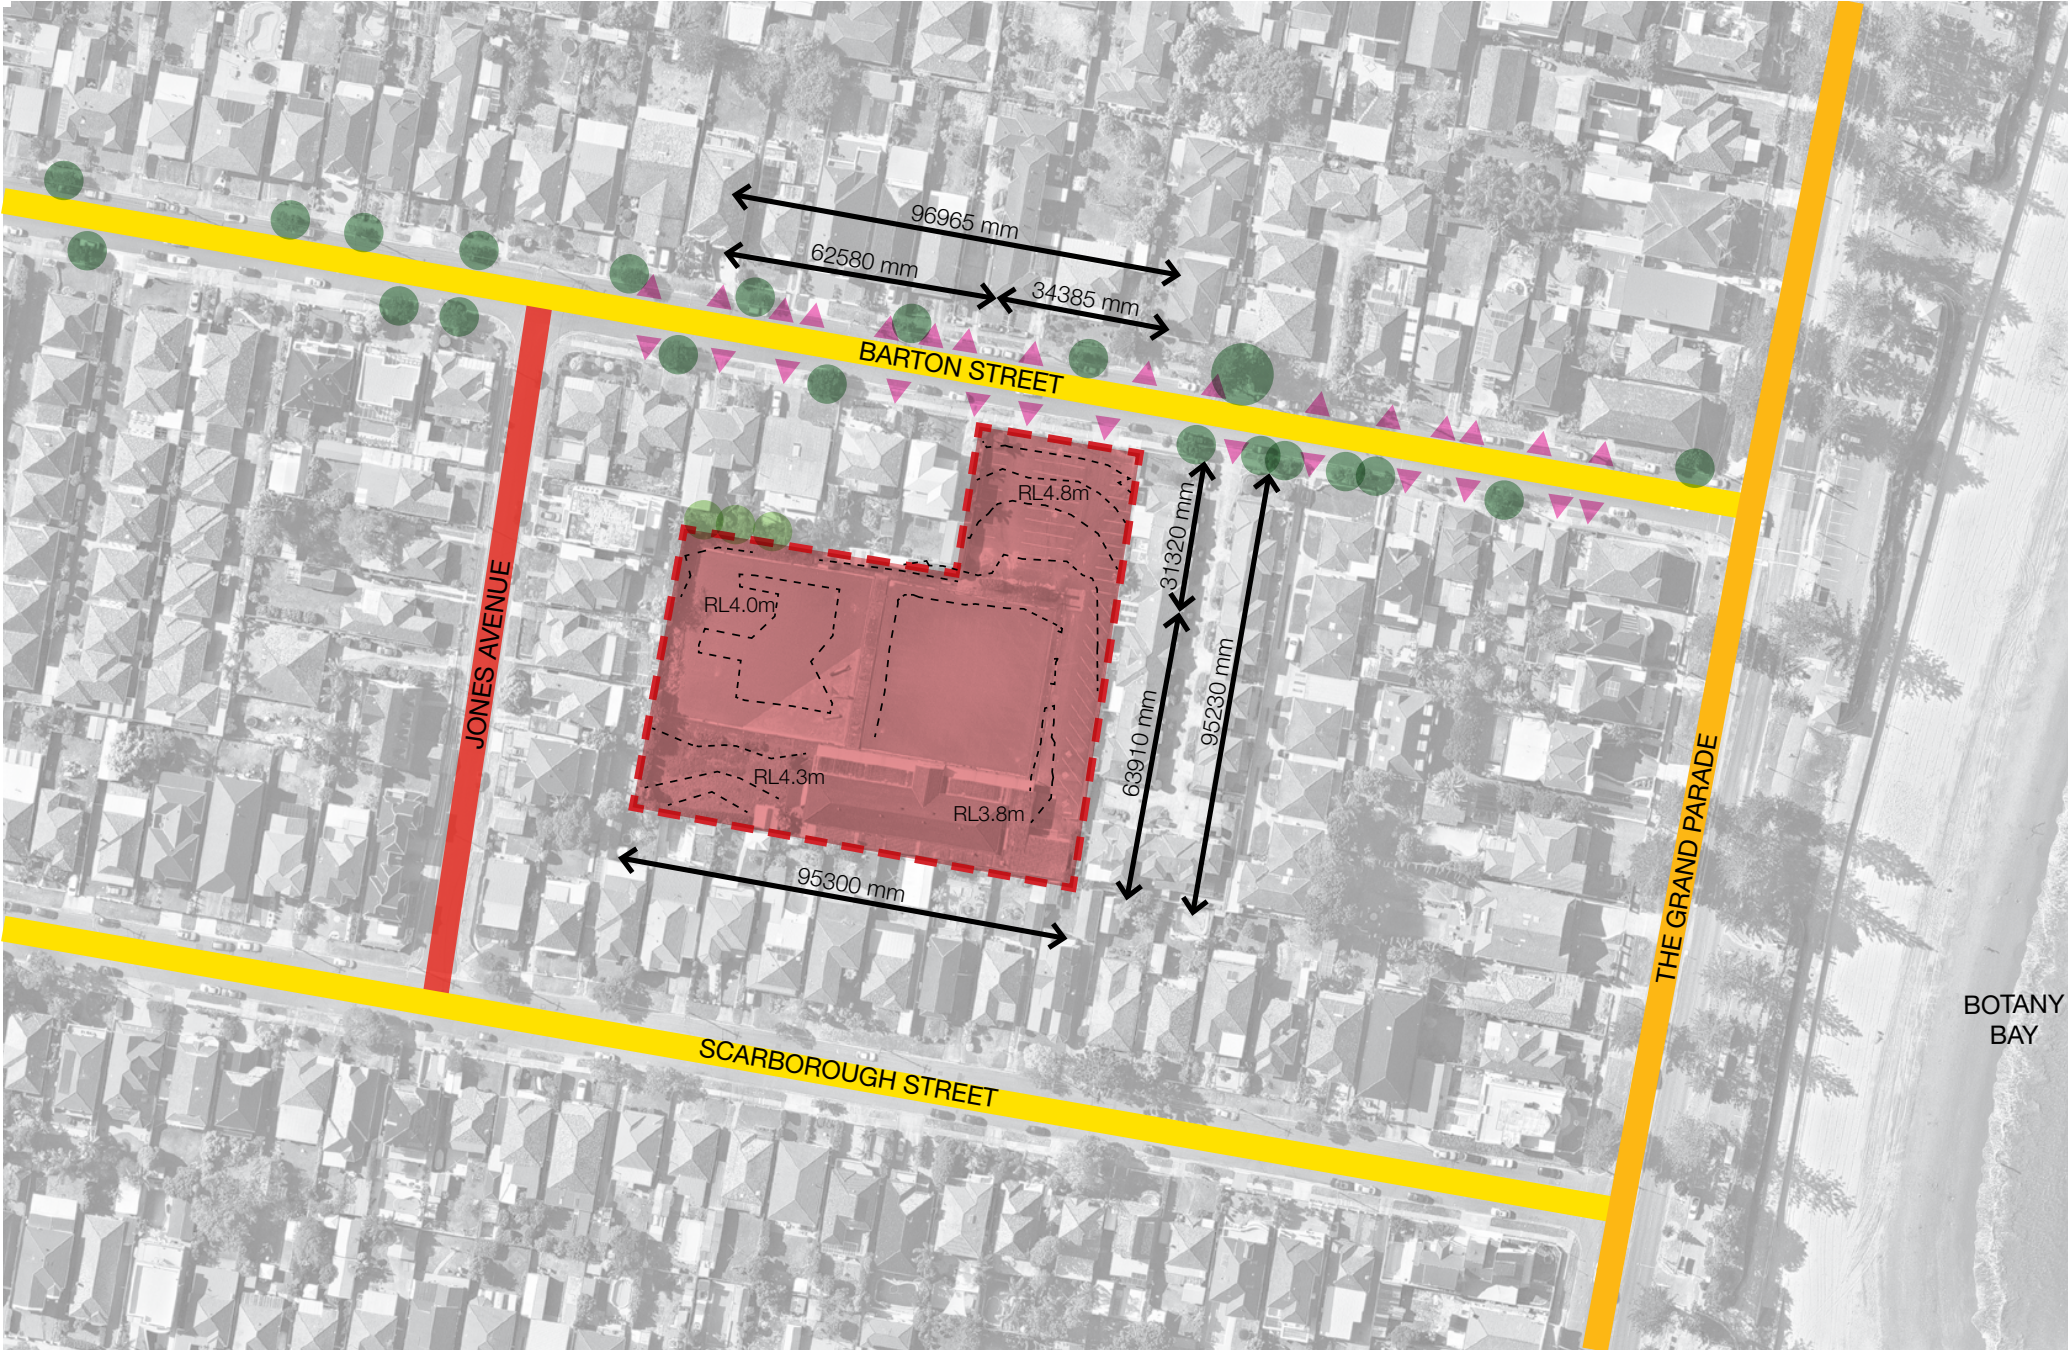 96965 mm
62580 mm
34385 mm
BARTON STREET
RL4.8m
31320 mm
RL4.0m
JONES AVENUE
95230 mm
63910 mm
RL4.3m
RL3.8m
THE GRAND PARADE
95300 mm
BOTANY
BAY
SCARBOROUGH STREET